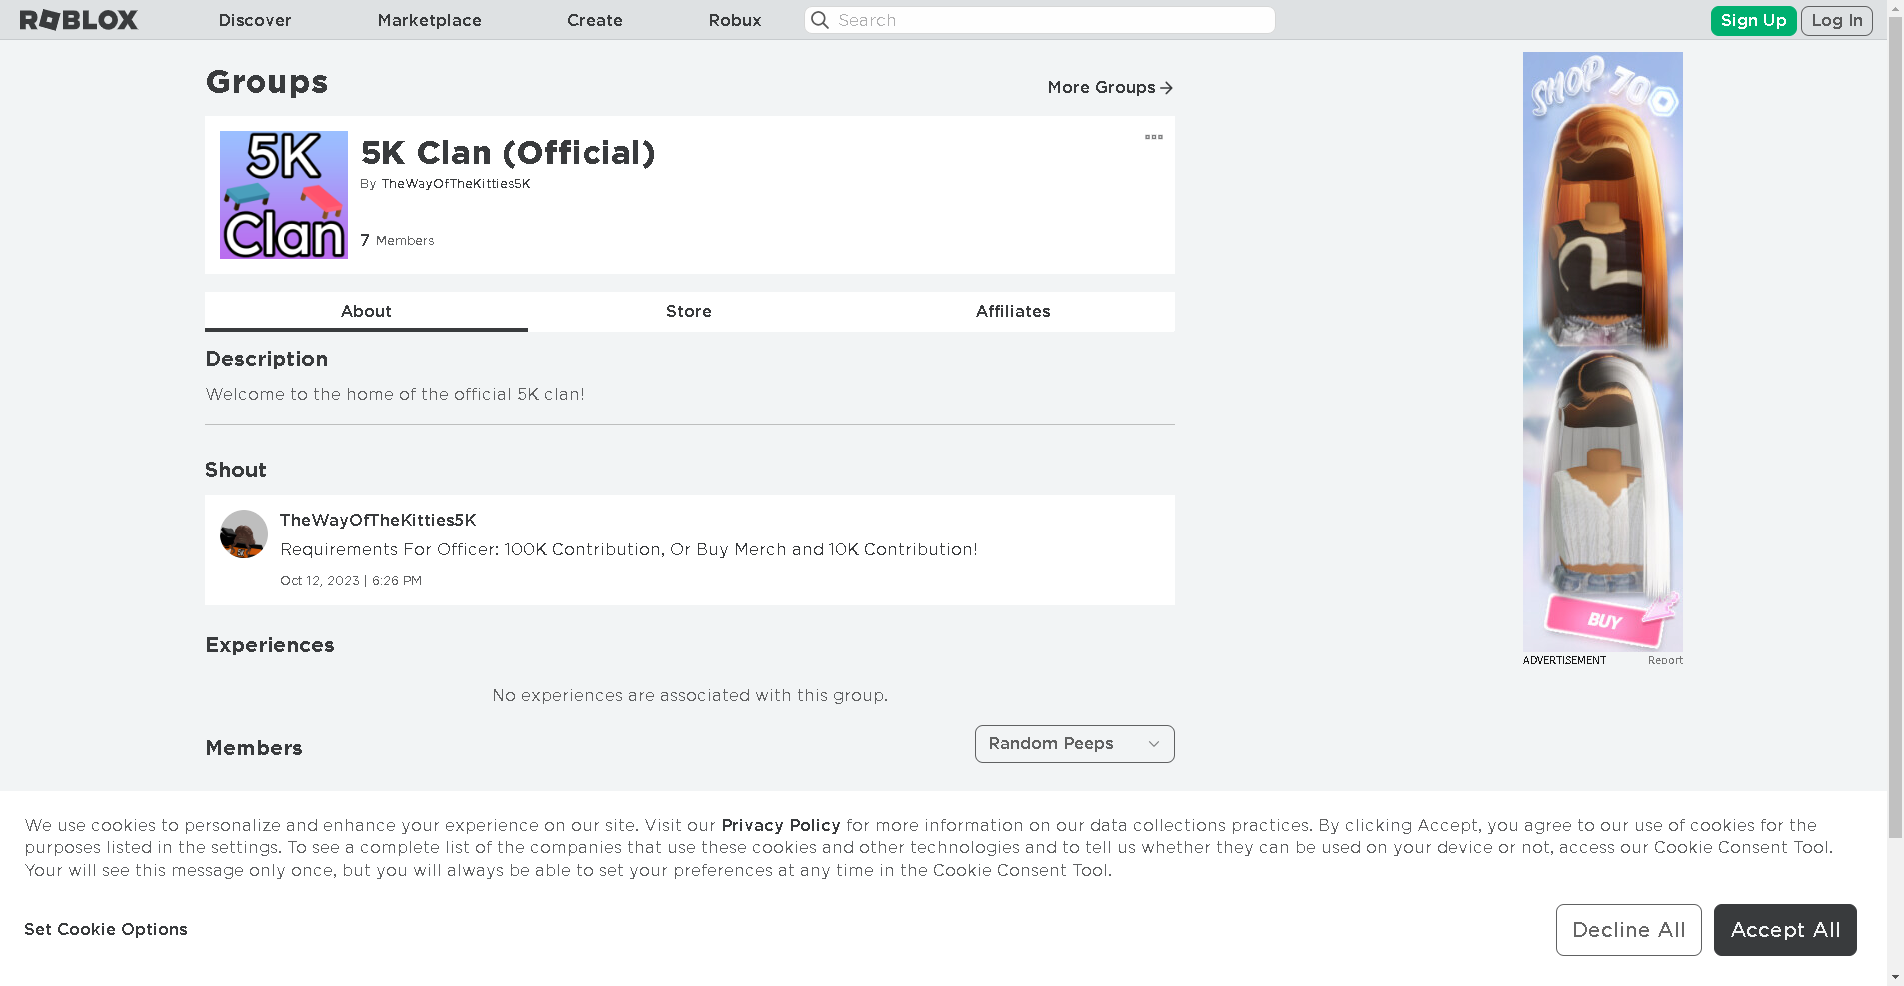 ROBLOX
Discover
Marketplace
Create
Robux
Search
Sign Up
Log In
Groups
More Groups
5K
Clan
5K Clan (Official)
By TheWayOfTheKitties5K
7 Members
About
Store
Affiliates
Description
Welcome to the home of the official 5K clan!
Shout
TheWayOfTheKitties5K
Requirements For Officer: 100K Contribution, Or Buy Merch and 10K Contribution!
Oct 12, 2023 | 6:26 PM
Experiences
No experiences are associated with this group.
Members
Random Peeps
SHOP 70
BUY
ADVERTISEMENT
Report
We use cookies to personalize and enhance your experience on our site. Visit our Privacy Policy for more information on our data collections practices. By clicking Accept, you agree to our use of cookies for the
purposes listed in the settings. To see a complete list of the companies that use these cookies and other technologies and to tell us whether they can be used on your device or not, access our Cookie Consent Tool.
Your will see this message only once, but you will always be able to set your preferences at any time in the Cookie Consent Tool.
Set Cookie Options
Decline All
Accept All